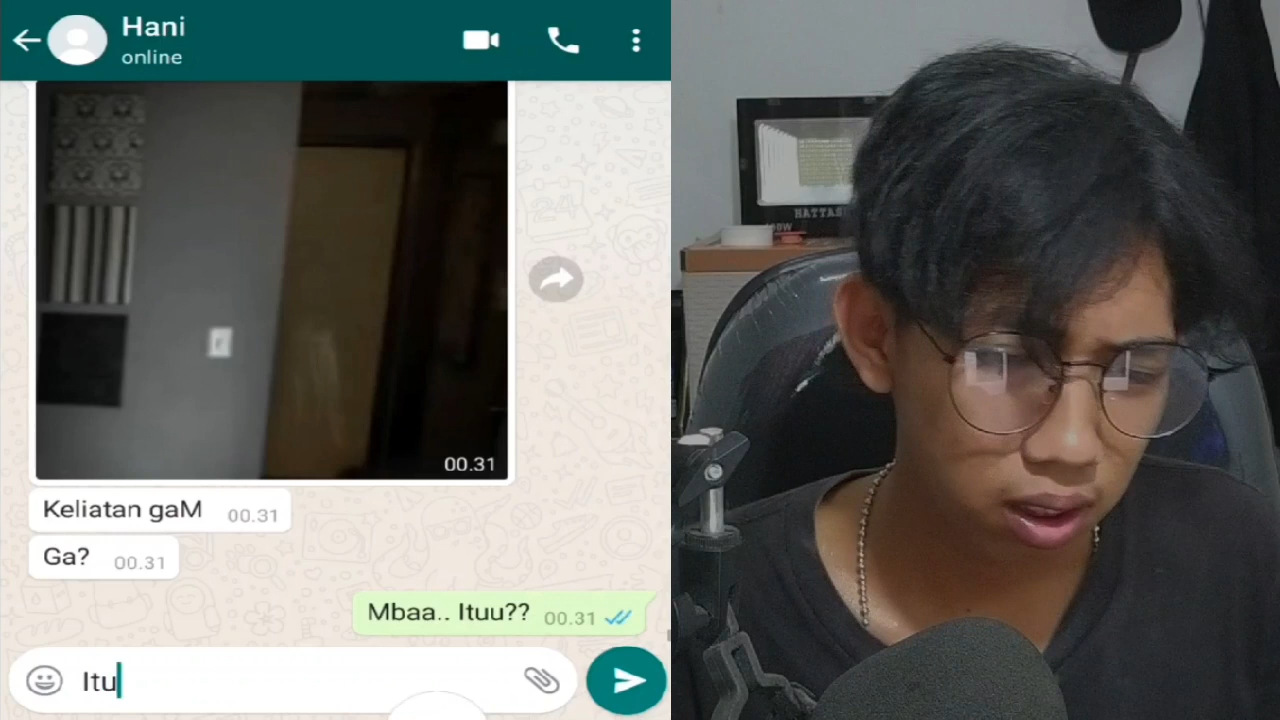 Hani
online
00.31
Keliatan gaM 00.31
Ga? 00.31
Mbaa.. Ituu?? 00.31
Itu